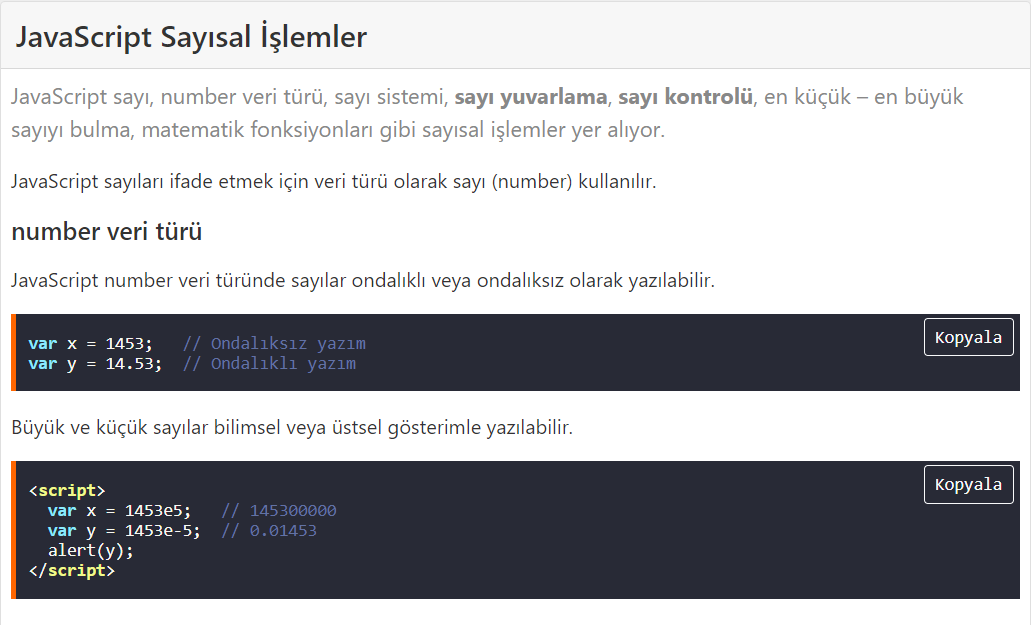 JavaScript Sayısal İşlemler
JavaScript sayı, number veri türü, sayı sistemi, sayı yuvarlama, sayı kontrolü, en küçük – en büyük
sayıyı bulma, matematik fonksiyonları gibi sayısal işlemler yer alıyor.
JavaScript sayıları ifade etmek için veri türü olarak sayı (number) kullanılır.
number veri türü
JavaScript number veri türünde sayılar ondalıklı veya ondalıksız olarak yazılabilir.
Kopyala
var x = 1453;   // Ondalıksız yazım
var y = 14.53;  // Ondalıklı yazım
Büyük ve küçük sayılar bilimsel veya üstsel gösterimle yazılabilir.
Kopyala
<script>
  var x = 1453e5;   // 145300000
  var y = 1453e-5;  // 0.01453
  alert(y);
</script>